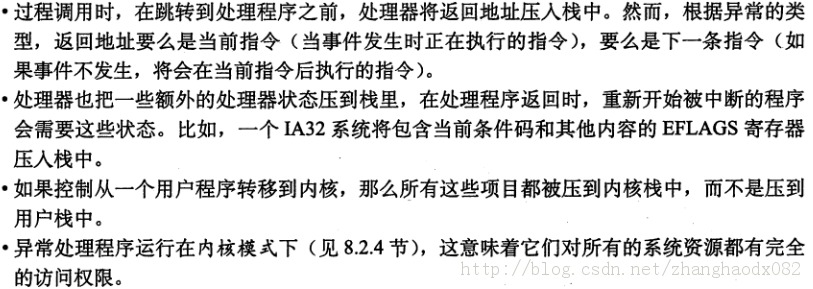 • 过程调用时，在跳转到处理程序之前，处理器将返回地址压入栈中。然而，根据异常的类
型，返回地址要么是当前指令（当事件发生时正在执行的指令），要么是下一条指令（如
果事件不发生，将会在当前指令后执行的指令）。
• 处理器也把一些额外的处理器状态压到栈里，在处理程序返回时，重新开始被中断的程序
会需要这些状态。比如，一个 IA32 系统将包含当前条件码和其他内容的 EFLAGS 寄存器
压入栈中。
• 如果控制从一个用户程序转移到内核，那么所有这些项目都被压到内核栈中，而不是压到
用户栈中。
• 异常处理程序运行在内核模式下（见 8.2.4 节），这意味着它们对所有的系统资源都有完全
的访问权限。
http://blog.csdn.net/zhanghaodx082